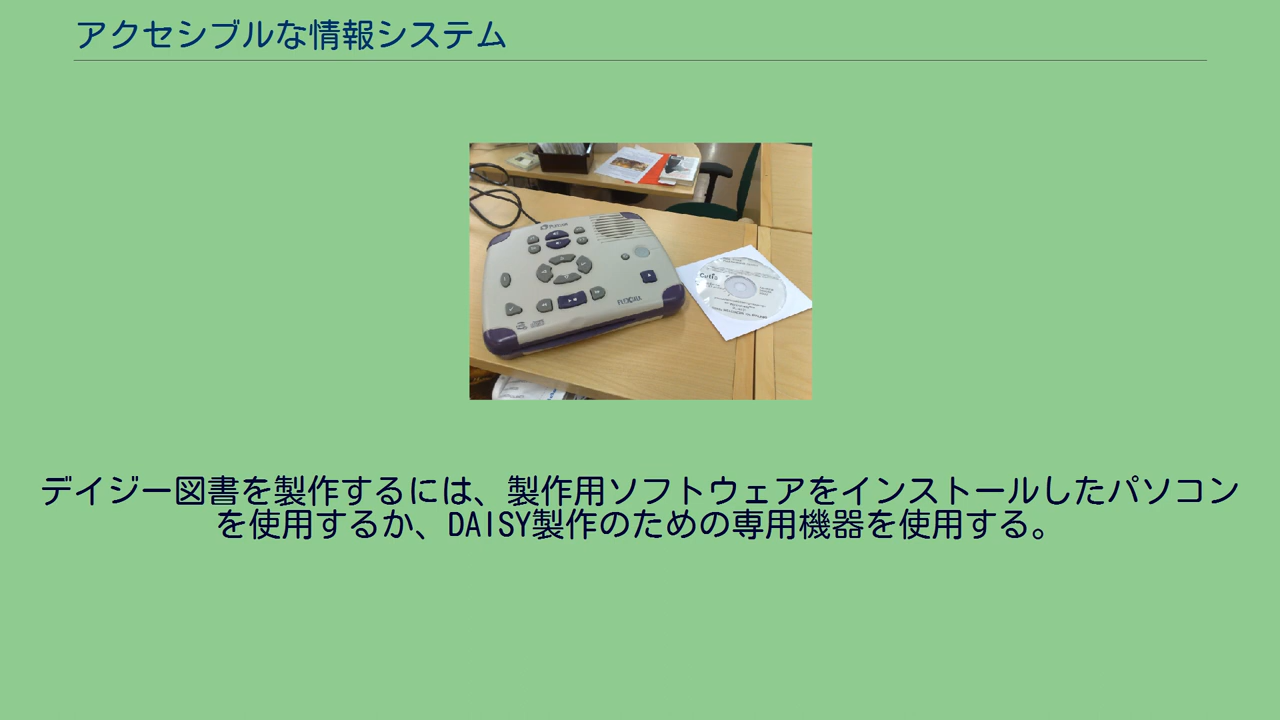 アクセシブルな情報システム
デイジー図書を製作するには、製作用ソフトウェアをインストールしたパソコン
を使用するか、DAISY製作のための専用機器を使用する。